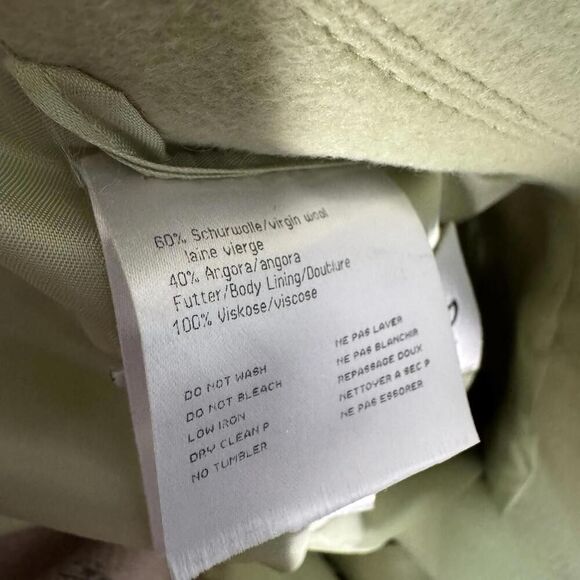 60% Schurwolle/virgin wool
laine vierge
40% Angora/angora
Futter/Body Lining/Doublure
100% Viskose/viscose
DO NOT WASH
DO NOT BLEACH
LOW IRON
DRY CLEAN P
NO TUMBLER
NE PAS LAVER
NE PAS BLANCHIR
REPASSAGE DOUX
NETTOYER A SEC P
NE PAS ESSORER